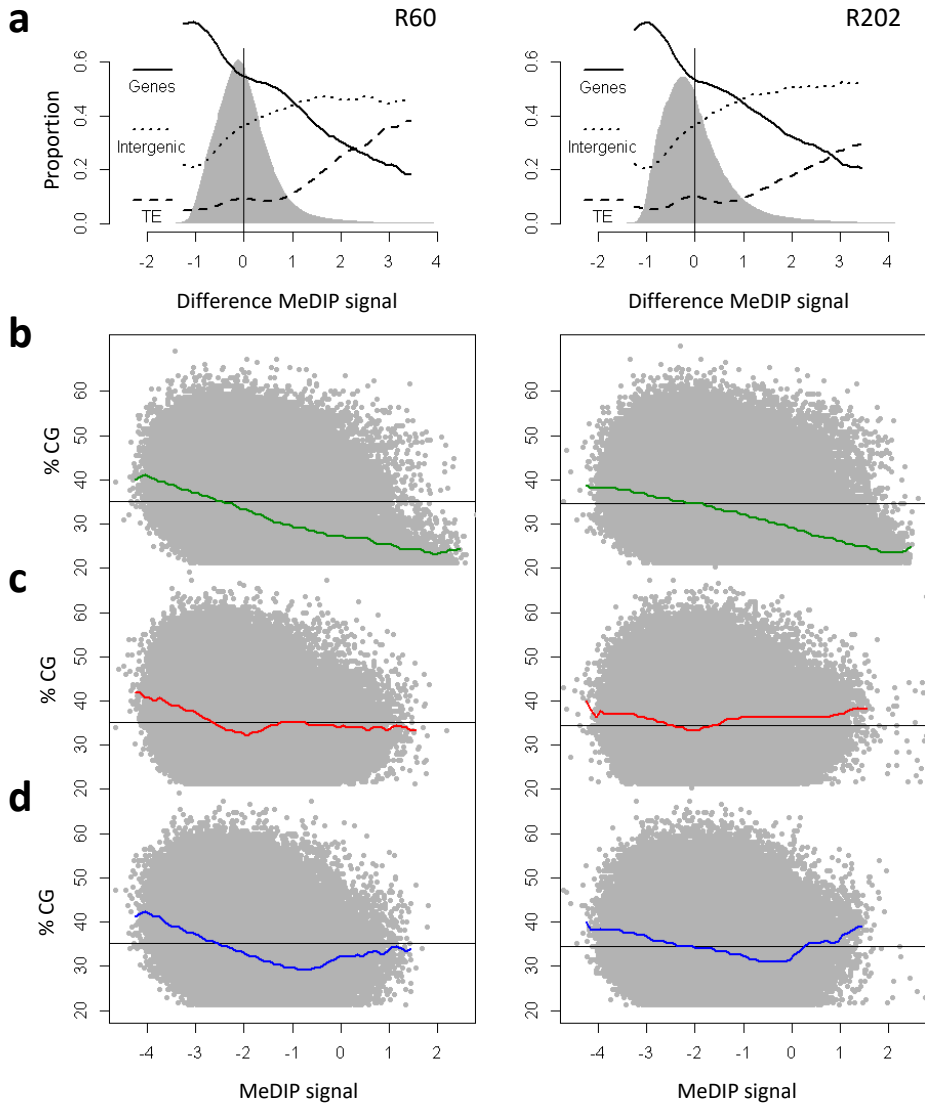 a
R60
R202
Proportion
0.0 0.2 0.4 0.6
Genes
Intergenic
TE
-2 -1 0 1 2 3 4
Difference MeDIP signal
0.0 0.2 0.4 0.6
Genes
Intergenic
TE
-2 -1 0 1 2 3 4
Difference MeDIP signal
b
% CG
20 30 40 50 60
20 30 40 50 60
c
% CG
20 30 40 50 60
20 30 40 50 60
d
% CG
20 30 40 50 60
20 30 40 50 60
-4 -3 -2 -1 0 1 2
MeDIP signal
-4 -3 -2 -1 0 1 2
MeDIP signal